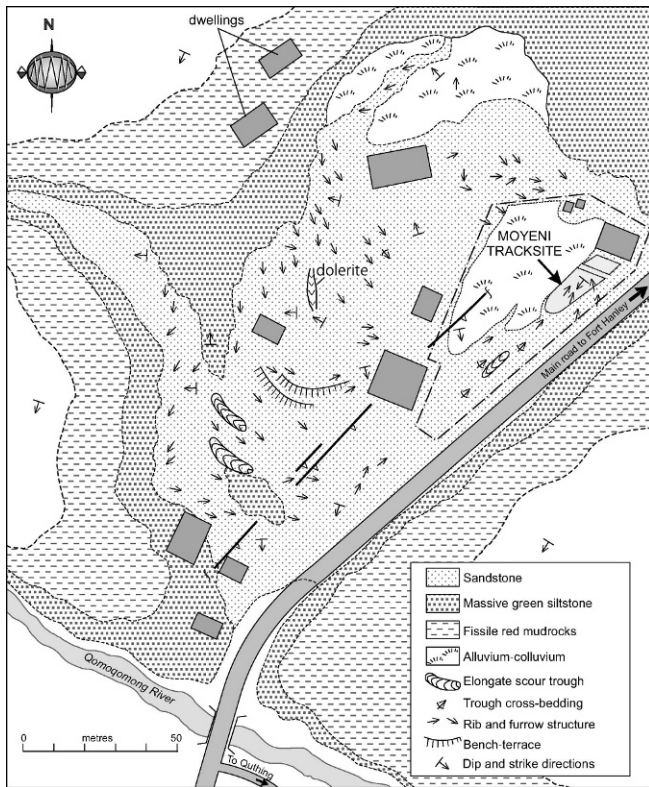 dwellings
N
dolerite
MOYENI
TRACKSITE
Main road to Fort Hartley
Sandstone
Massive green siltstone
Fissile red mudrocks
Alluvium-colluvium
Elongate scour trough
Trough cross-bedding
Rib and furrow structure
Bench-terrace
Dip and strike directions
Qomoqomong River
0 metres 50
To Quthing